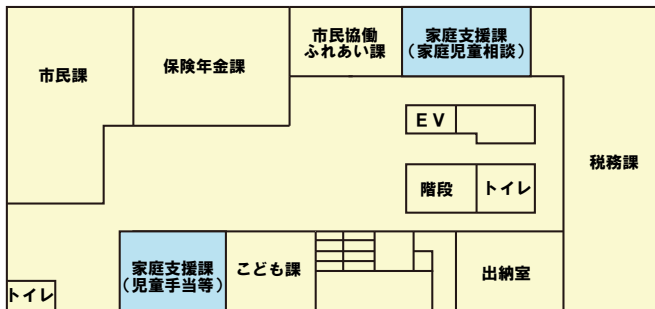 市民課
保険年金課
市民協働
ふれあい課
家庭支援課
（家庭児童相談）
ＥＶ
税務課
階段
トイレ
家庭支援課
（児童手当等）
こども課
出納室
トイレ